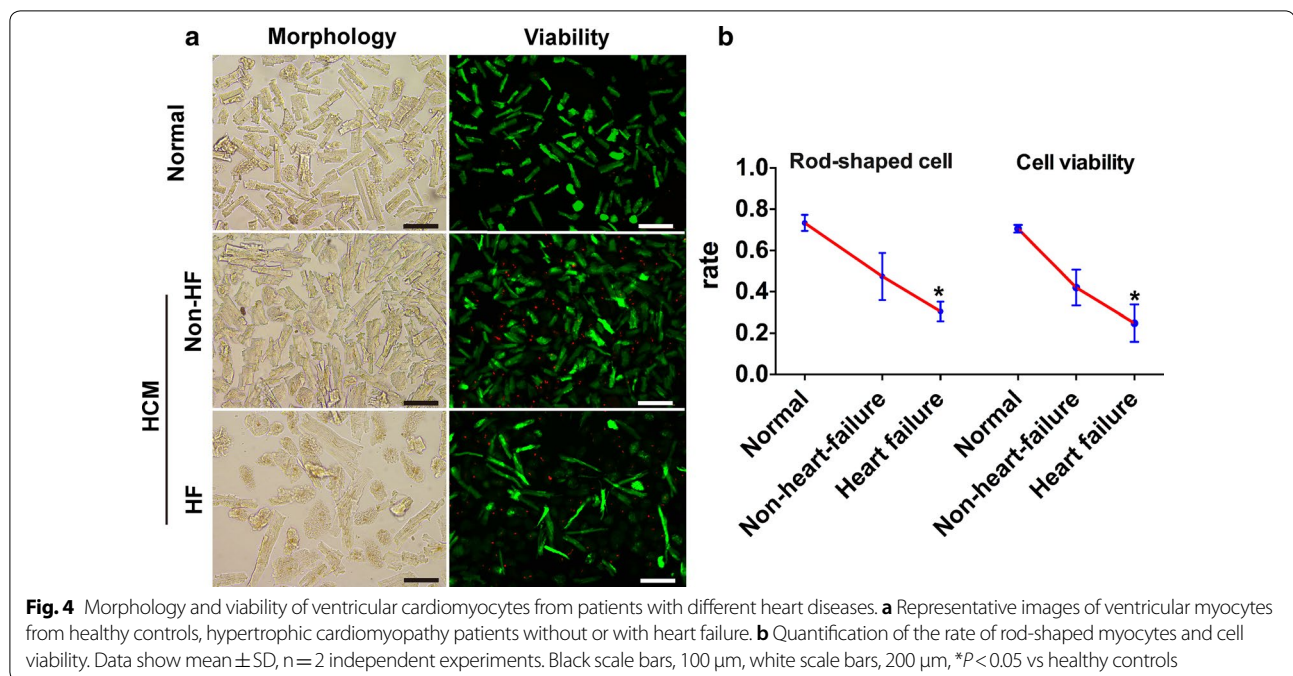 a
Morphology
Viability
Normal
Non-HF
HF
HCM
b
Rod-shaped cell
Cell viability
rate
1.0
0.8
0.6
0.4
0.2
0.0
*
*
Normal
Non-heart-failure
Heart failure
Normal
Non-heart-failure
Heart failure
Fig. 4 Morphology and viability of ventricular cardiomyocytes from patients with different heart diseases. a Representative images of ventricular myocytes
from healthy controls, hypertrophic cardiomyopathy patients without or with heart failure. b Quantification of the rate of rod-shaped myocytes and cell
viability. Data show mean ± SD, n = 2 independent experiments. Black scale bars, 100 μm, white scale bars, 200 μm, *P < 0.05 vs healthy controls